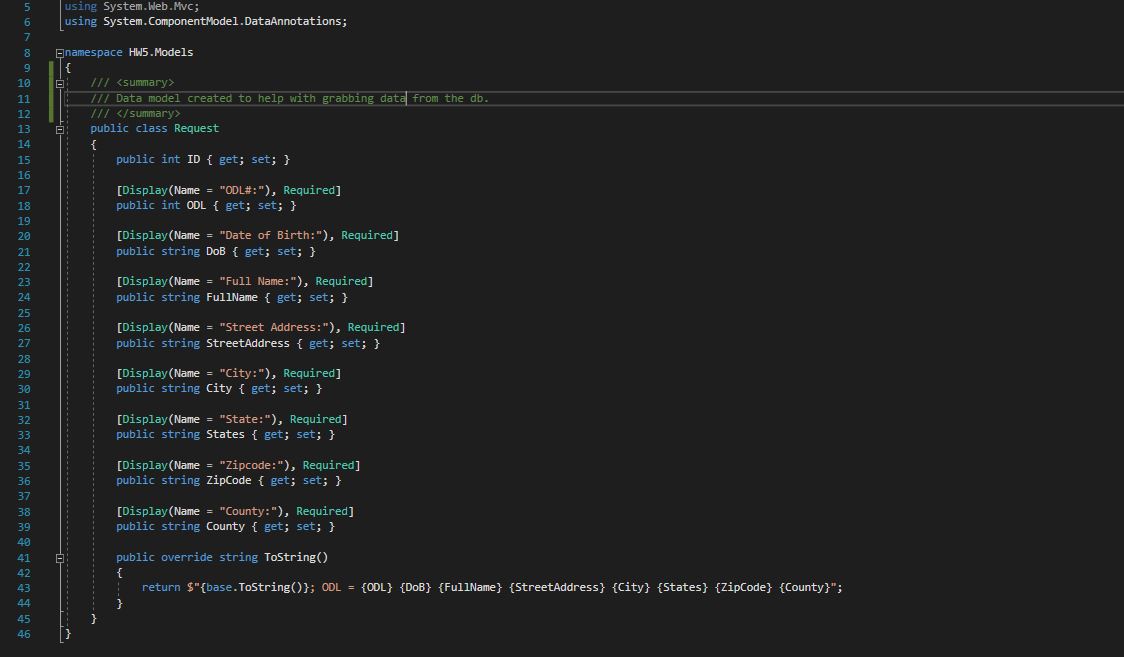 5 using System.Web.Mvc;
6 using System.ComponentModel.DataAnnotations;
7
8 namespace HW5.Models
9 {
10 /// <summary>
11 /// Data model created to help with grabbing data from the db.
12 /// </summary>
13 public class Request
14 {
15 public int ID { get; set; }
16
17 [Display(Name = "ODL#:"), Required]
18 public int ODL { get; set; }
19
20 [Display(Name = "Date of Birth:"), Required]
21 public string DoB { get; set; }
22
23 [Display(Name = "Full Name:"), Required]
24 public string FullName { get; set; }
25
26 [Display(Name = "Street Address:"), Required]
27 public string StreetAddress { get; set; }
28
29 [Display(Name = "City:"), Required]
30 public string City { get; set; }
31
32 [Display(Name = "State:"), Required]
33 public string States { get; set; }
34
35 [Display(Name = "Zipcode:"), Required]
36 public string ZipCode { get; set; }
37
38 [Display(Name = "County:"), Required]
39 public string County { get; set; }
40
41 public override string ToString()
42 {
43 return $"{base.ToString()}; ODL = {ODL} {DoB} {FullName} {StreetAddress} {City} {States} {ZipCode} {County}";
44 }
45 }
46 }